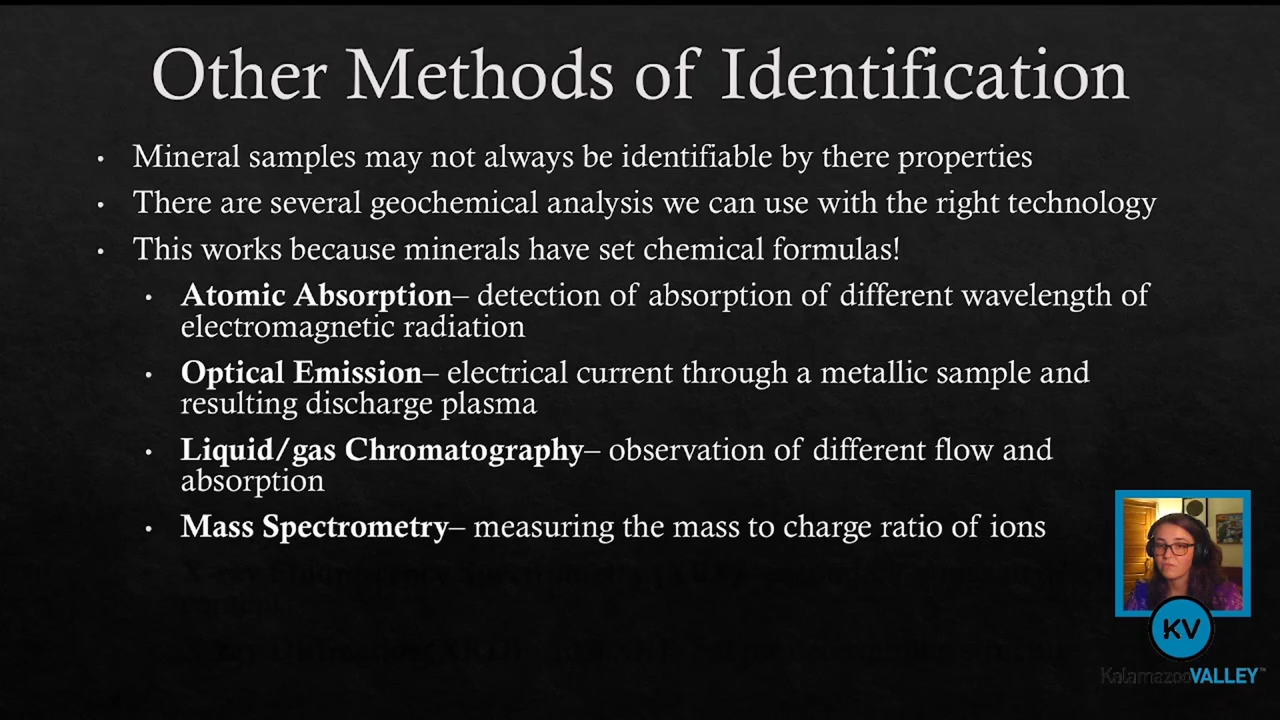 Other Methods of Identification
• Mineral samples may not always be identifiable by there properties
• There are several geochemical analysis we can use with the right technology
• This works because minerals have set chemical formulas!
• Atomic Absorption– detection of absorption of different wavelength of
electromagnetic radiation
• Optical Emission– electrical current through a metallic sample and
resulting discharge plasma
• Liquid/gas Chromatography– observation of different flow and
absorption
• Mass Spectrometry– measuring the mass to charge ratio of ions
KV
KalamazooVALLEY™